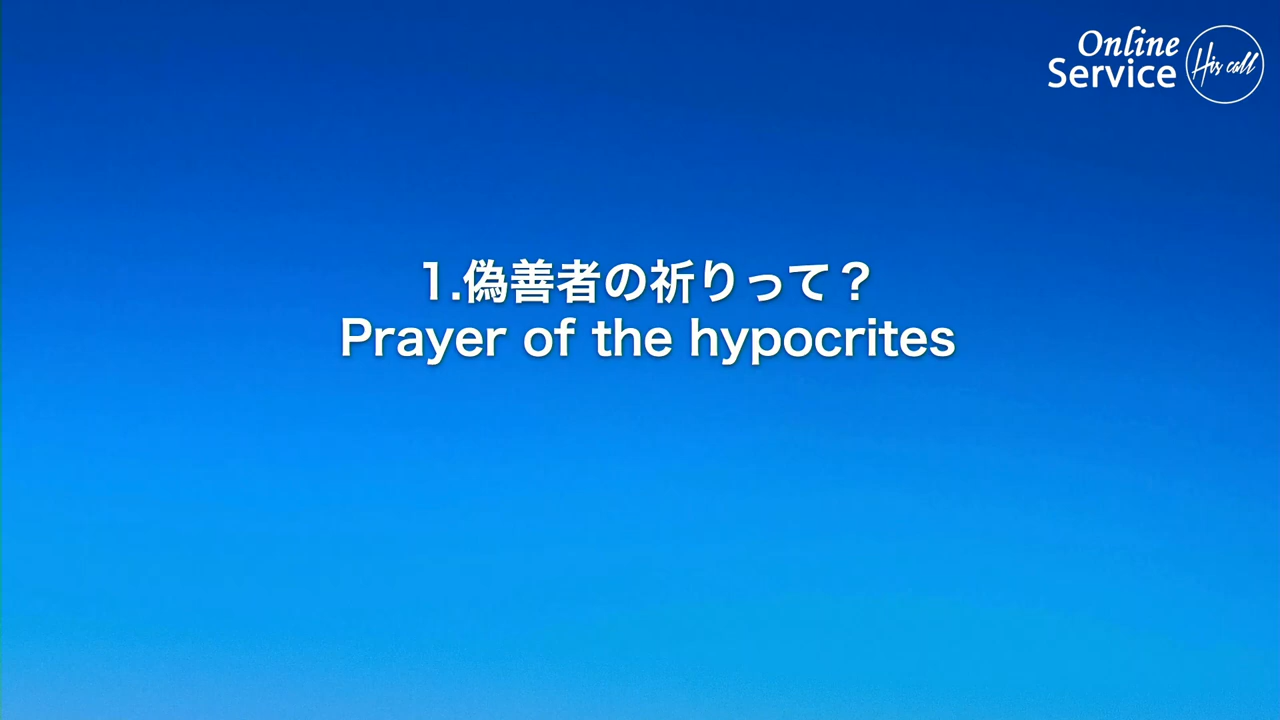 Online
Service
His call
1.偽善者の祈りって？
Prayer of the hypocrites